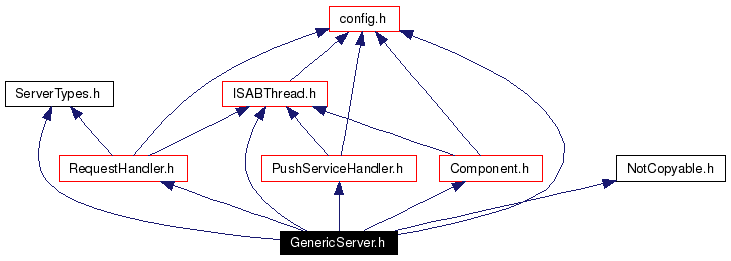 config.h
ServerTypes.h
ISABThread.h
RequestHandler.h
PushServiceHandler.h
Component.h
NotCopyable.h
GenericServer.h